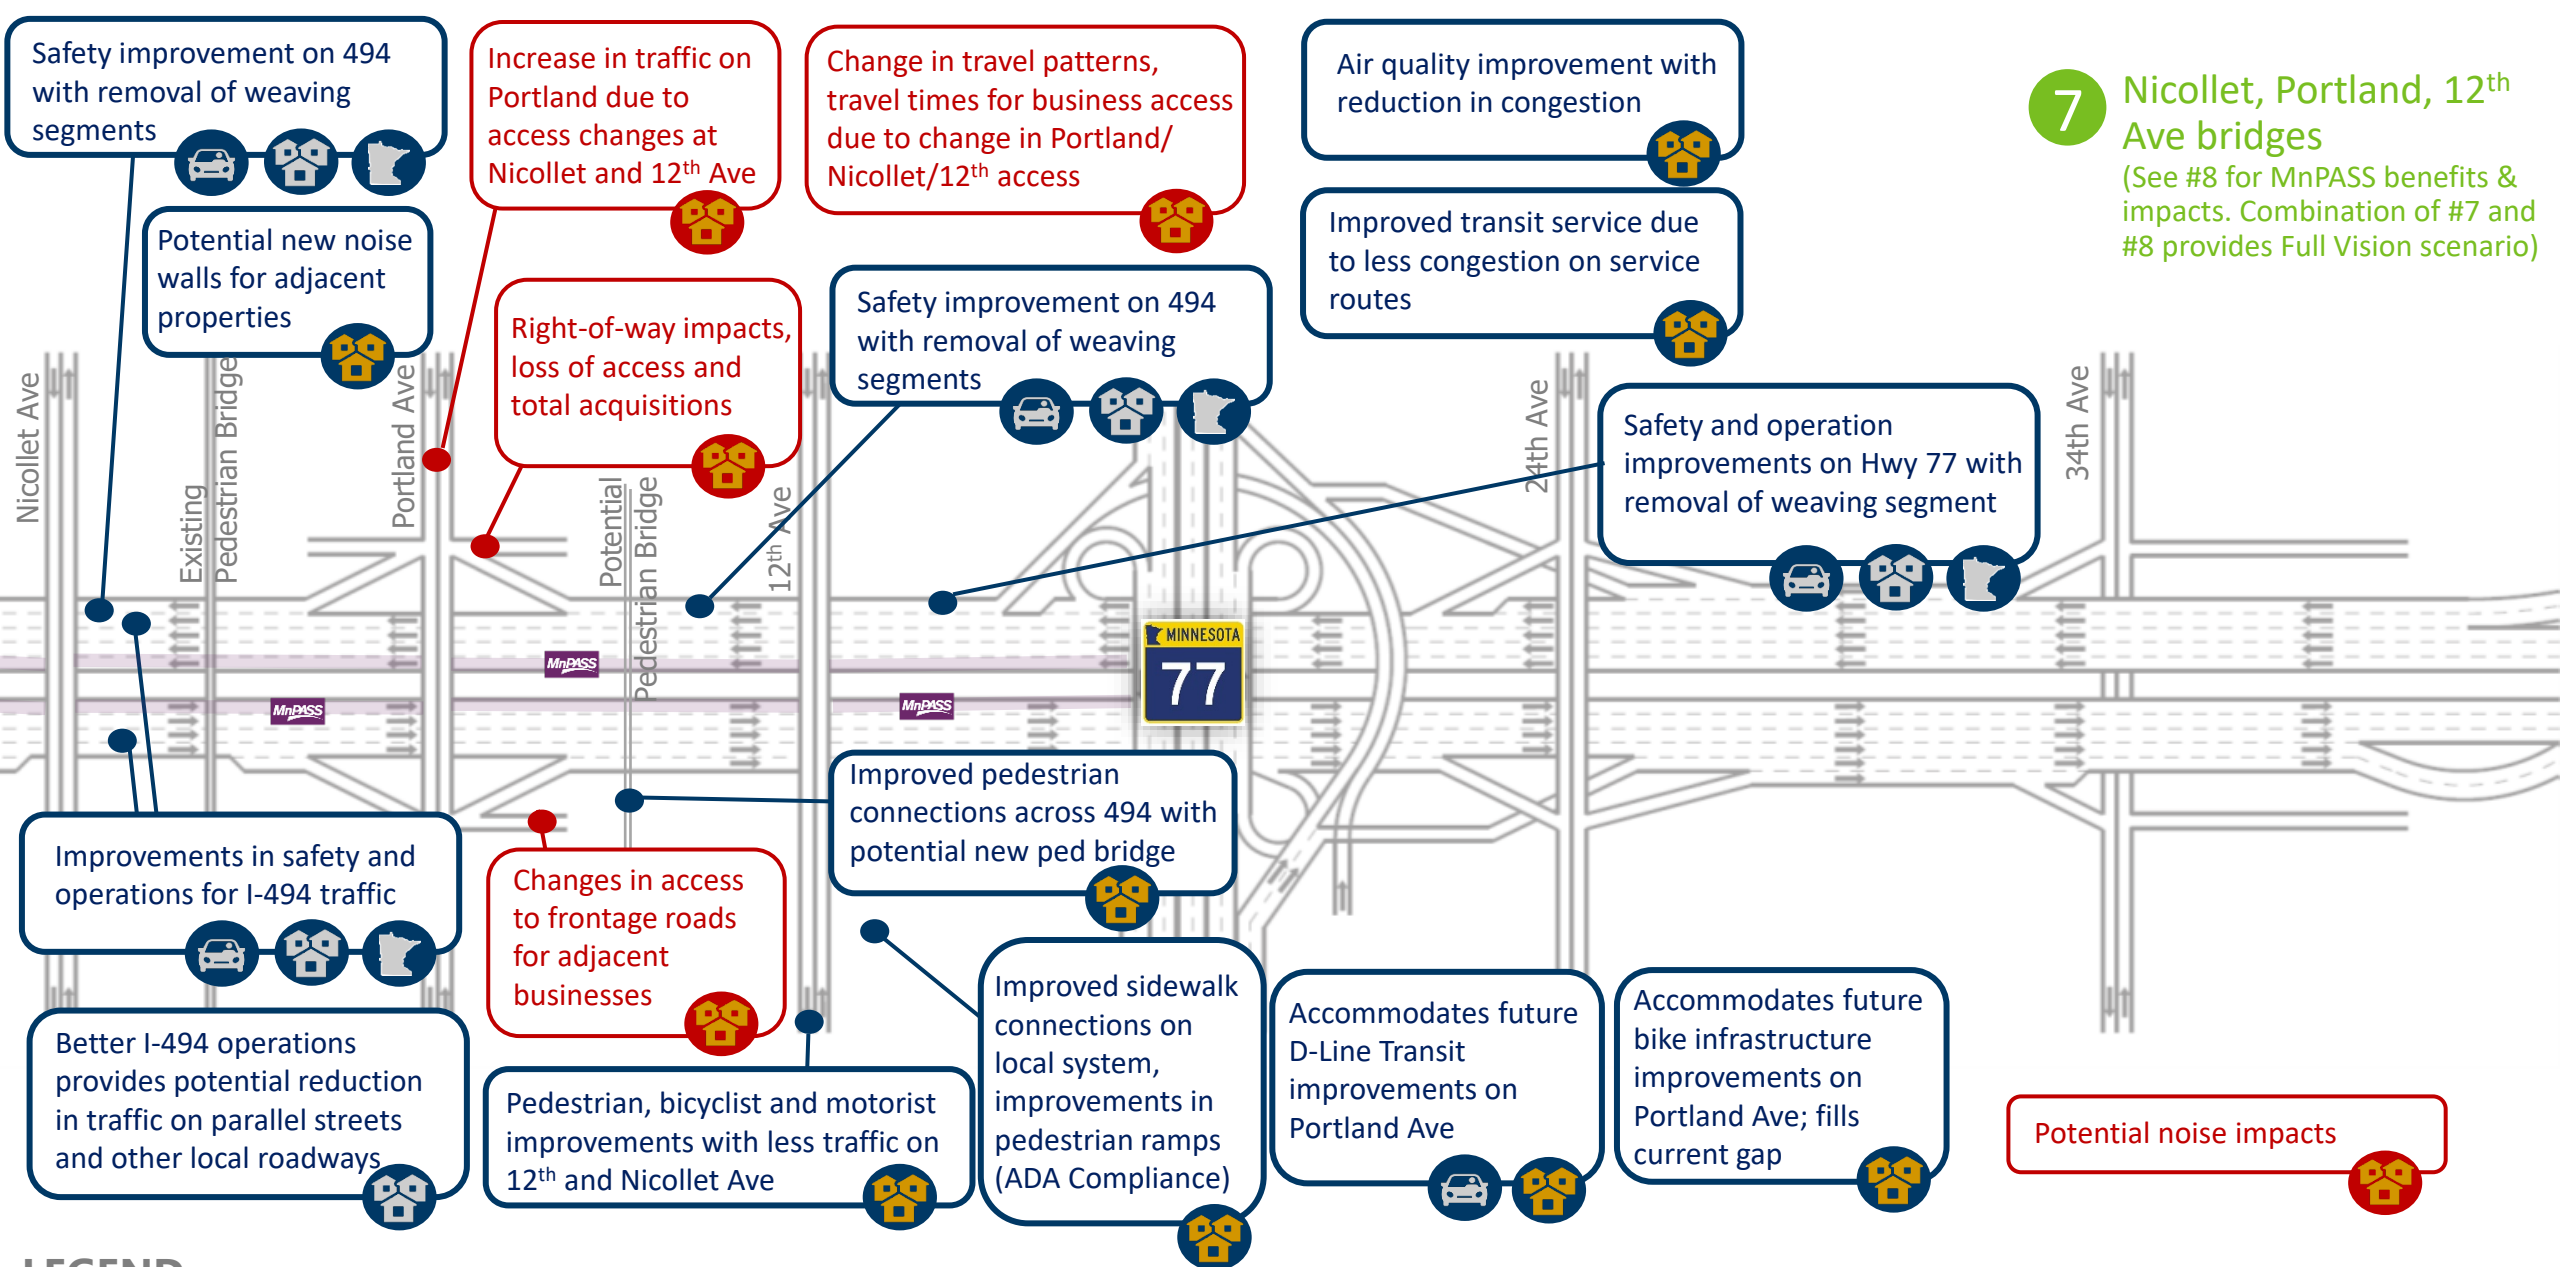 Safety improvement on 494
with removal of weaving
segments
Increase in traffic on
Portland due to
access changes at
Nicollet and 12th Ave
Change in travel patterns,
travel times for business access
due to change in Portland/
Nicollet/12th access
Air quality improvement with
reduction in congestion
7
Nicollet, Portland, 12th
Ave bridges
(See #8 for MnPASS benefits &
impacts. Combination of #7 and
#8 provides Full Vision scenario)
Potential new noise
walls for adjacent
properties
Improved transit service due
to less congestion on service
routes
Right-of-way impacts,
loss of access and
total acquisitions
Safety improvement on 494
with removal of weaving
segments
Safety and operation
improvements on Hwy 77 with
removal of weaving segment
Nicollet Ave
Existing
Pedestrian Bridge
Portland Ave
Potential
Pedestrian Bridge
12th Ave
24th Ave
34th Ave
MnPASS
MnPASS
MnPASS
MINNESOTA
77
Improved pedestrian
connections across 494 with
potential new ped bridge
Improvements in safety and
operations for I-494 traffic
Changes in access
to frontage roads
for adjacent
businesses
Improved sidewalk
connections on
local system,
improvements in
pedestrian ramps
(ADA Compliance)
Accommodates future
D-Line Transit
improvements on
Portland Ave
Accommodates future
bike infrastructure
improvements on
Portland Ave; fills
current gap
Better I-494 operations
provides potential reduction
in traffic on parallel streets
and other local roadways
Pedestrian, bicyclist and motorist
improvements with less traffic on
12th and Nicollet Ave
Potential noise impacts
LEGEND